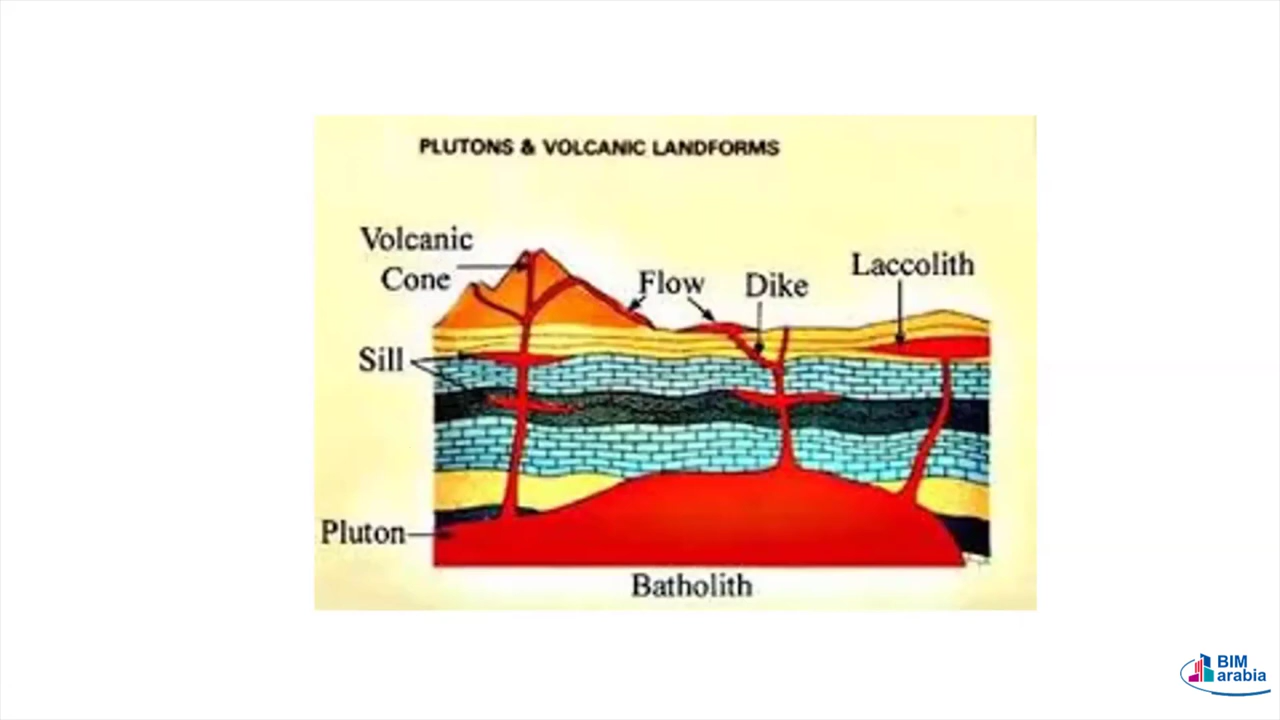 PLUTONS & VOLCANIC LANDFORMS
Volcanic
Cone
Flow
Dike
Laccolith
Sill
Pluton
Batholith
BIM
arabia